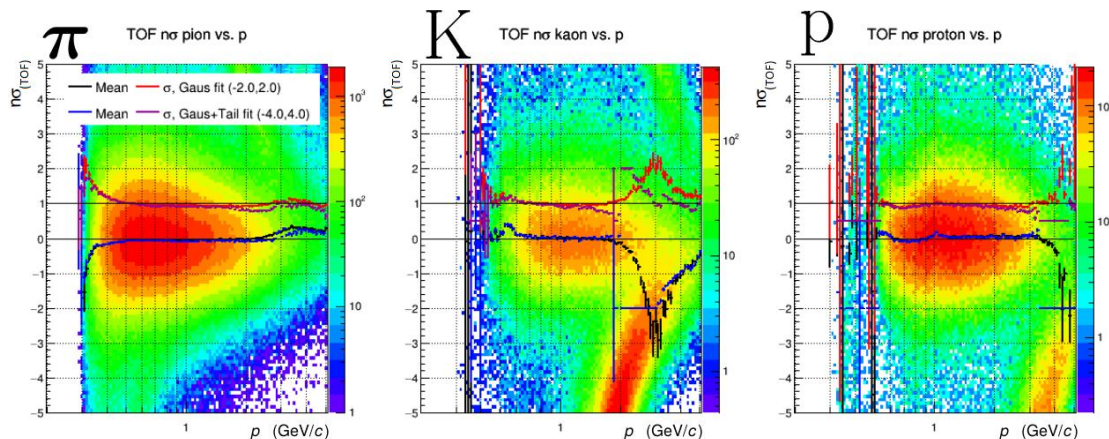 π
TOF nσ pion vs. p
nσ(TOF)
Mean
σ, Gaus fit (-2.0,2.0)
Mean
σ, Gaus+Tail fit (-4.0,4.0)
5
4
3
2
1
0
−1
−2
−3
−4
−5
1
p (GeV/c)
10³
10²
10
1
K
TOF nσ kaon vs. p
nσ(TOF)
5
4
3
2
1
0
−1
−2
−3
−4
−5
1
p (GeV/c)
10²
10
1
p
TOF nσ proton vs. p
nσ(TOF)
5
4
3
2
1
0
−1
−2
−3
−4
−5
1
p (GeV/c)
10
1